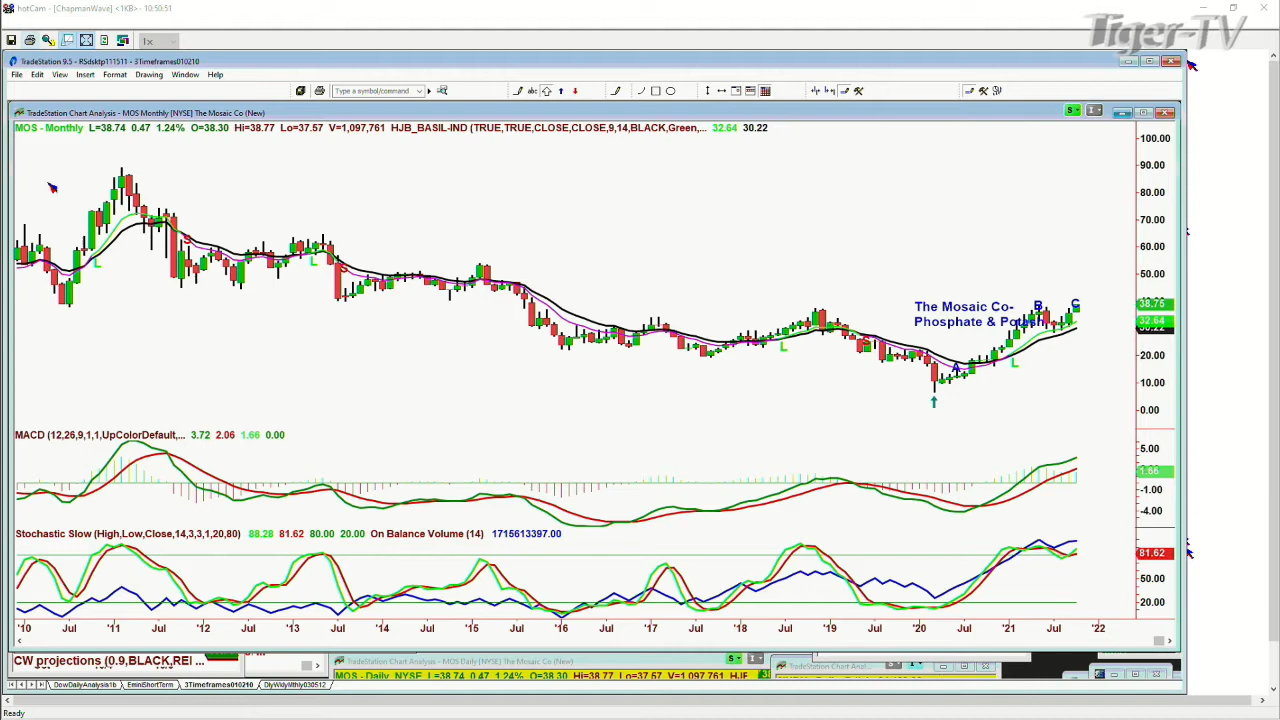 hotCam - [ChapmanWave] <1KB> - 10:50:51
Tiger-TV
1x
TradeStation 9.5 - RSdsktp111511 - 3Timeframes010210
File Edit View Insert Format Drawing Window Help
Type a symbol/command
abc
TradeStation Chart Analysis - MOS Monthly [NYSE] The Mosaic Co (New)
S I
MOS - Monthly L=38.74 0.47 1.24% O=38.30 Hi=38.77 Lo=37.57 V=1,097,761 HJB_BASIL-IND (TRUE,TRUE,CLOSE,CLOSE,9,14,BLACK,Green,... 32.64 30.22
100.00
90.00
80.00
70.00
60.00
50.00
38.75
32.64
20.00
10.00
0.00
S L L S L S A L B C
The Mosaic Co-
Phosphate & Potash
MACD (12,26,9,1,1,UpColorDefault,... 3.72 2.06 1.66 0.00
5.00
1.66
-1.00
-4.00
Stochastic Slow (High,Low,Close,14,3,3,1,20,80) 88.28 81.62 80.00 20.00 On Balance Volume (14) 1715613397.00
81.62
50.00
20.00
'10 Jul '11 Jul '12 Jul '13 Jul '14 Jul '15 Jul '16 Jul '17 Jul '18 Jul '19 Jul '20 Jul '21 Jul '22
CW projections (0.9,BLACK,REI ...
TradeStation Chart Analysis - MOS Daily [NYSE] The Mosaic Co (New)
S I
TradeStation Chart Anal...
MOS - Daily NYSE L=38.74 0.47 1.24% O=38.30 Hi=38.77 Lo=37.57 V=1,097,761 HJB
DowDailyAnalysis1b EminiShortTerm 3Timeframes010210 DlyWklyMthly030512
Ready